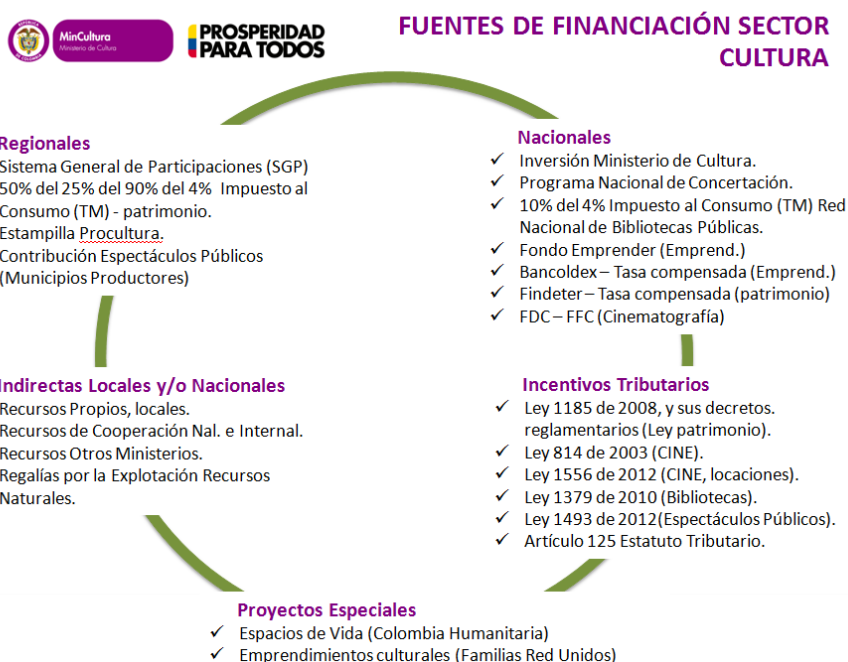 MinCultura
Ministerio de Cultura
PROSPERIDAD
PARA TODOS
FUENTES DE FINANCIACIÓN SECTOR
CULTURA
Regionales
Sistema General de Participaciones (SGP)
50% del 25% del 90% del 4% Impuesto al
Consumo (TM) - patrimonio.
Estampilla Procultura.
Contribución Espectáculos Públicos
(Municipios Productores)
Nacionales
✓ Inversión Ministerio de Cultura.
✓ Programa Nacional de Concertación.
✓ 10% del 4% Impuesto al Consumo (TM) Red
Nacional de Bibliotecas Públicas.
✓ Fondo Emprender (Emprend.)
✓ Bancoldex – Tasa compensada (Emprend.)
✓ Findeter – Tasa compensada (patrimonio)
✓ FDC – FFC (Cinematografía)
Indirectas Locales y/o Nacionales
Recursos Propios, locales.
Recursos de Cooperación Nal. e Internal.
Recursos Otros Ministerios.
Regalías por la Explotación Recursos
Naturales.
Incentivos Tributarios
✓ Ley 1185 de 2008, y sus decretos.
reglamentarios (Ley patrimonio).
✓ Ley 814 de 2003 (CINE).
✓ Ley 1556 de 2012 (CINE, locaciones).
✓ Ley 1379 de 2010 (Bibliotecas).
✓ Ley 1493 de 2012(Espectáculos Públicos).
✓ Artículo 125 Estatuto Tributario.
Proyectos Especiales
✓ Espacios de Vida (Colombia Humanitaria)
✓ Emprendimientos culturales (Familias Red Unidos)